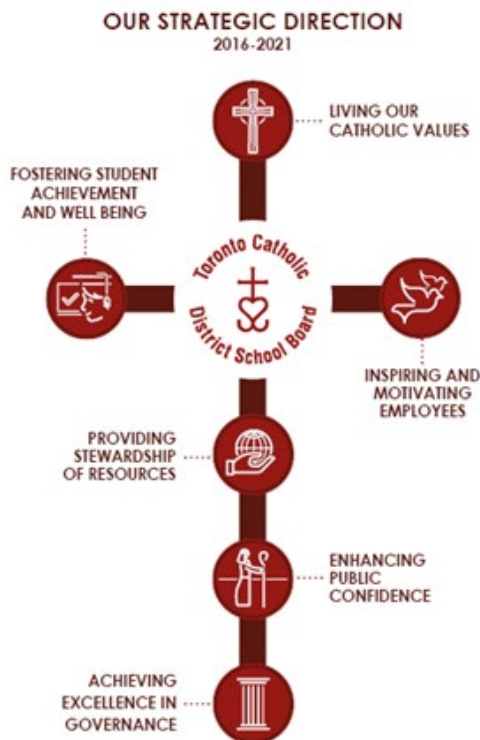 OUR STRATEGIC DIRECTION
2016-2021
LIVING OUR
CATHOLIC VALUES
FOSTERING STUDENT
ACHIEVEMENT
AND WELL BEING
Toronto Catholic
District School Board
INSPIRING AND
MOTIVATING
EMPLOYEES
PROVIDING
STEWARDSHIP
OF RESOURCES
ENHANCING
PUBLIC
CONFIDENCE
ACHIEVING
EXCELLENCE IN
GOVERNANCE